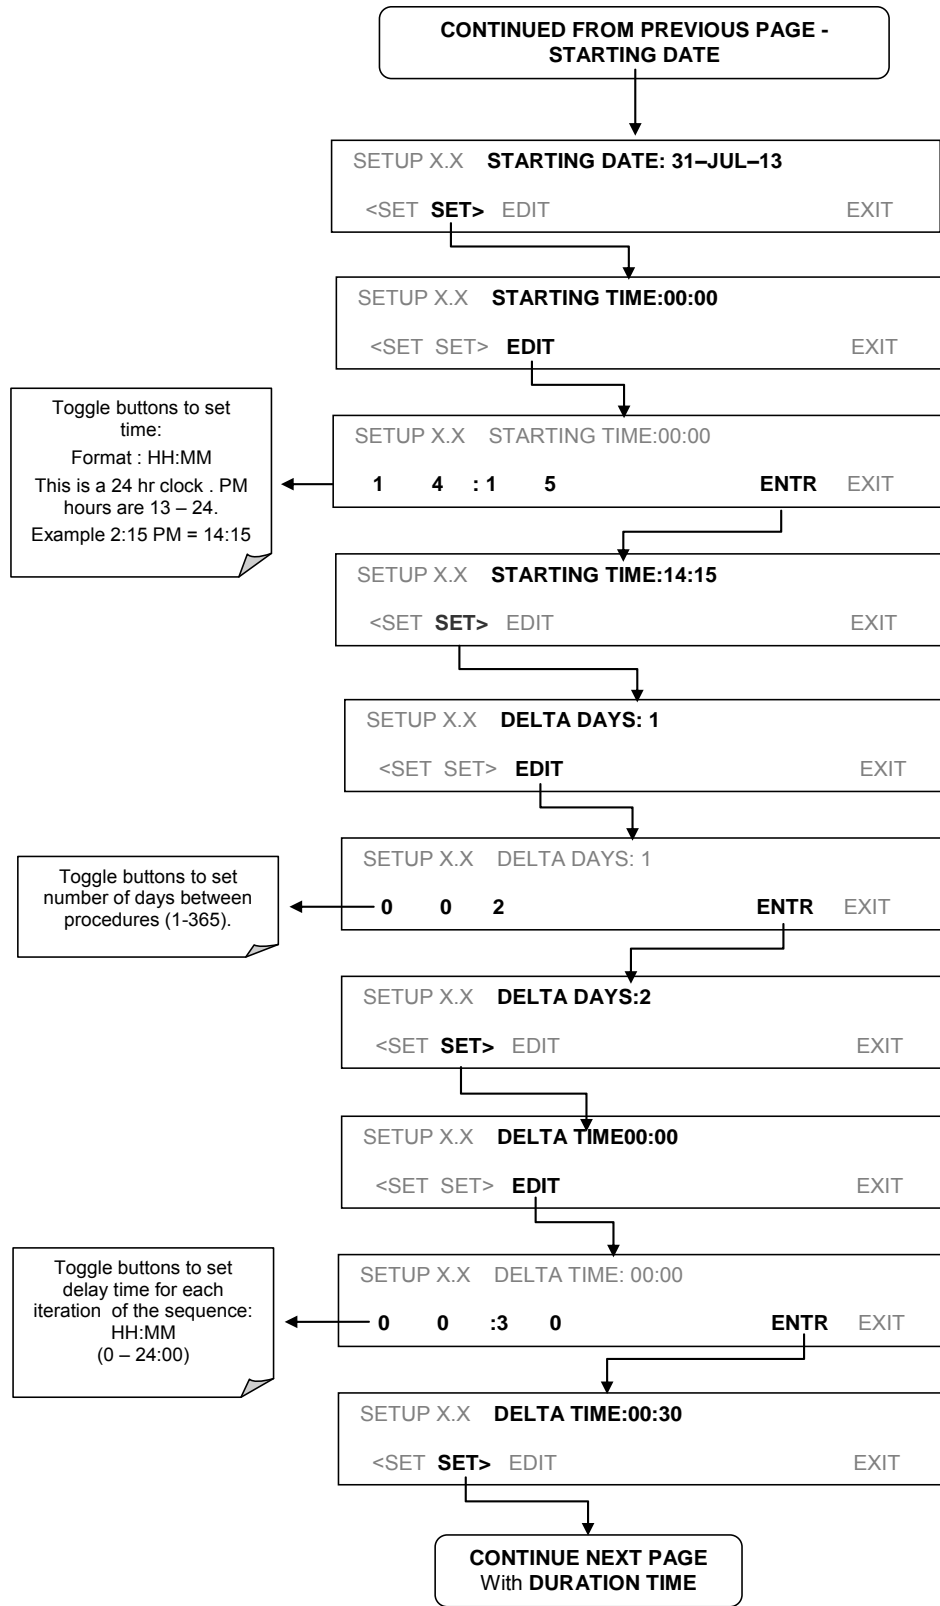 CONTINUED FROM PREVIOUS PAGE -
STARTING DATE
SETUP X.X STARTING DATE: 31–JUL–13
<SET SET> EDIT EXIT
SETUP X.X STARTING TIME:00:00
<SET SET> EDIT EXIT
Toggle buttons to set
time:
Format : HH:MM
This is a 24 hr clock . PM
hours are 13 – 24.
Example 2:15 PM = 14:15
SETUP X.X STARTING TIME:00:00
1 4 : 1 5 ENTR EXIT
SETUP X.X STARTING TIME:14:15
<SET SET> EDIT EXIT
SETUP X.X DELTA DAYS: 1
<SET SET> EDIT EXIT
Toggle buttons to set
number of days between
procedures (1-365).
SETUP X.X DELTA DAYS: 1
0 0 2 ENTR EXIT
SETUP X.X DELTA DAYS:2
<SET SET> EDIT EXIT
SETUP X.X DELTA TIME00:00
<SET SET> EDIT EXIT
Toggle buttons to set
delay time for each
iteration of the sequence:
HH:MM
(0 – 24:00)
SETUP X.X DELTA TIME: 00:00
0 0 :3 0 ENTR EXIT
SETUP X.X DELTA TIME:00:30
<SET SET> EDIT EXIT
CONTINUE NEXT PAGE
With DURATION TIME